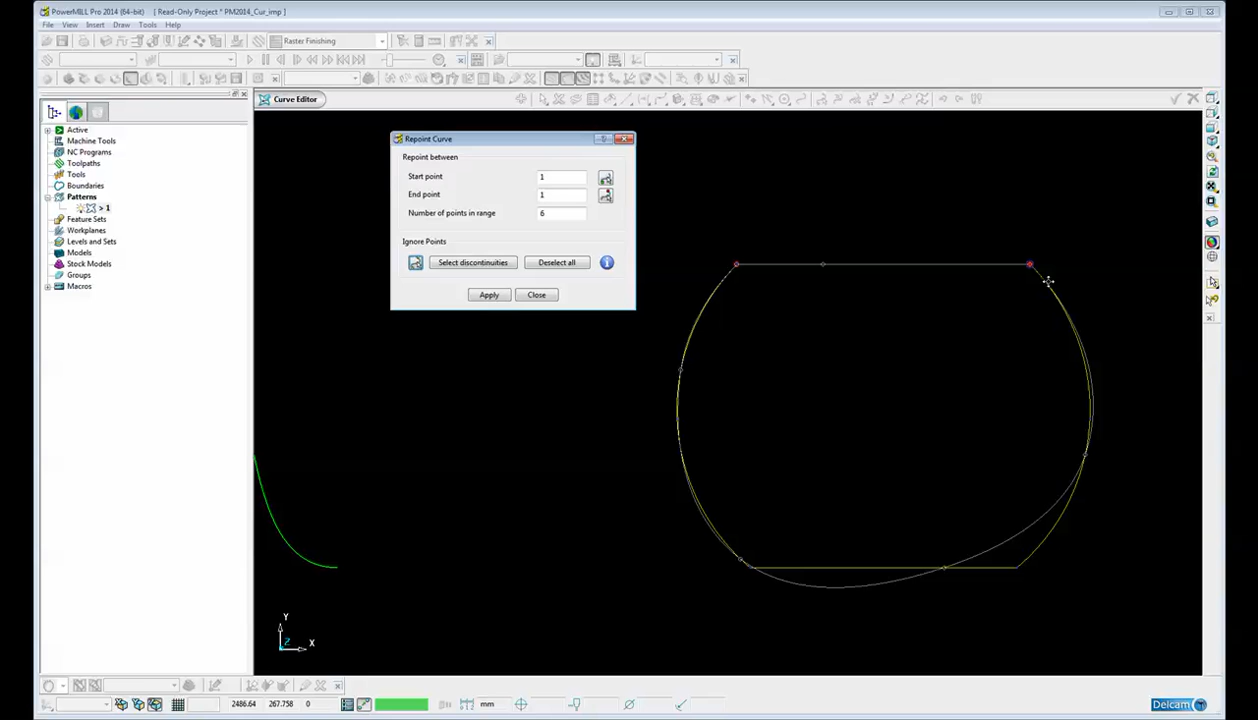 PowerMILL Pro 2014 (64-bit)    [ Read-Only Project * PM2014_Cur_imp ]
File View Insert Draw Tools Help
Raster Finishing
Curve Editor
Active
Machine Tools
NC Programs
Toolpaths
Tools
Boundaries
Patterns
> 1
Feature Sets
Workplanes
Levels and Sets
Models
Stock Models
Groups
Macros
Repoint Curve
Repoint between
Start point 1
End point 1
Number of points in range 6
Ignore Points
Select discontinuities Deselect all
Apply Close
Y
Z X
2486.64 267.758 0 mm Delcam